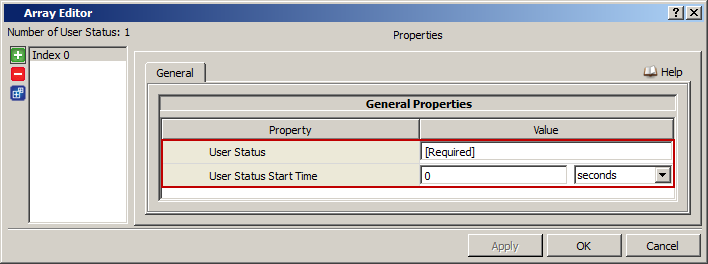 Array Editor
Number of User Status: 1
Properties
Index 0
General
Help
General Properties
Property Value
User Status [Required]
User Status Start Time 0 seconds
Apply OK Cancel